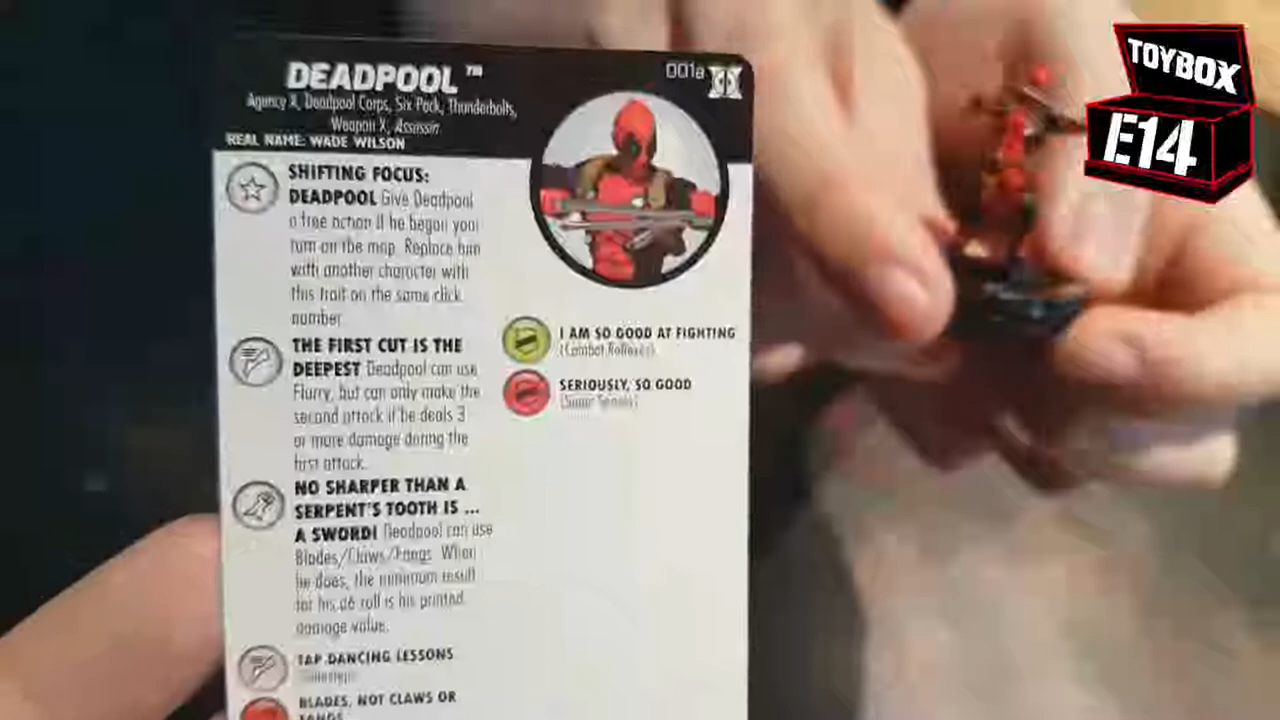 DEADPOOL™
001a
Agency X, Deadpool Corps, Six Pack, Thunderbolts,
Weapon X, Assassin
REAL NAME: WADE WILSON
SHIFTING FOCUS:
DEADPOOL Give Deadpool
a free action if he began your
turn on the map. Replace him
with another character with
this trait on the same click
number
THE FIRST CUT IS THE
DEEPEST Deadpool can use
Flurry, but can only make the
second attack if he deals 3
or more damage during the
first attack.
NO SHARPER THAN A
SERPENT'S TOOTH IS ...
A SWORD! Deadpool can use
Blades/Claws/Fangs. When
he does, the minimum result
for his d6 roll is his printed
damage value.
TAP DANCING LESSONS
BLADES, NOT CLAWS OR
FANGS
I AM SO GOOD AT FIGHTING
(Combat Reflexes)
SERIOUSLY, SO GOOD
(Super Senses)
TOYBOX
E14